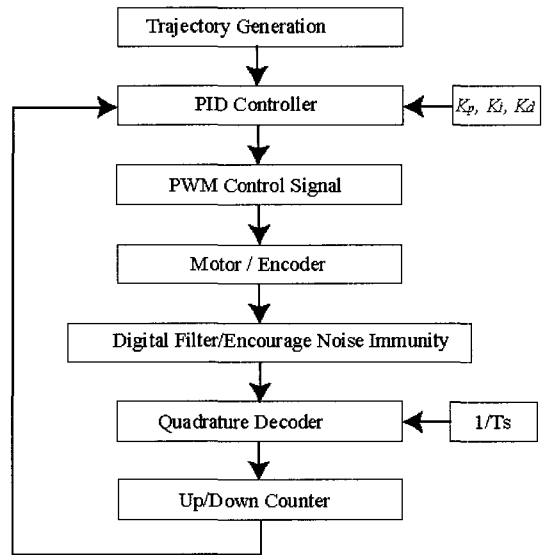 Trajectory Generation
PID Controller
Kp, Ki, Kd
PWM Control Signal
Motor / Encoder
Digital Filter/Encourage Noise Immunity
Quadrature Decoder
1/Ts
Up/Down Counter